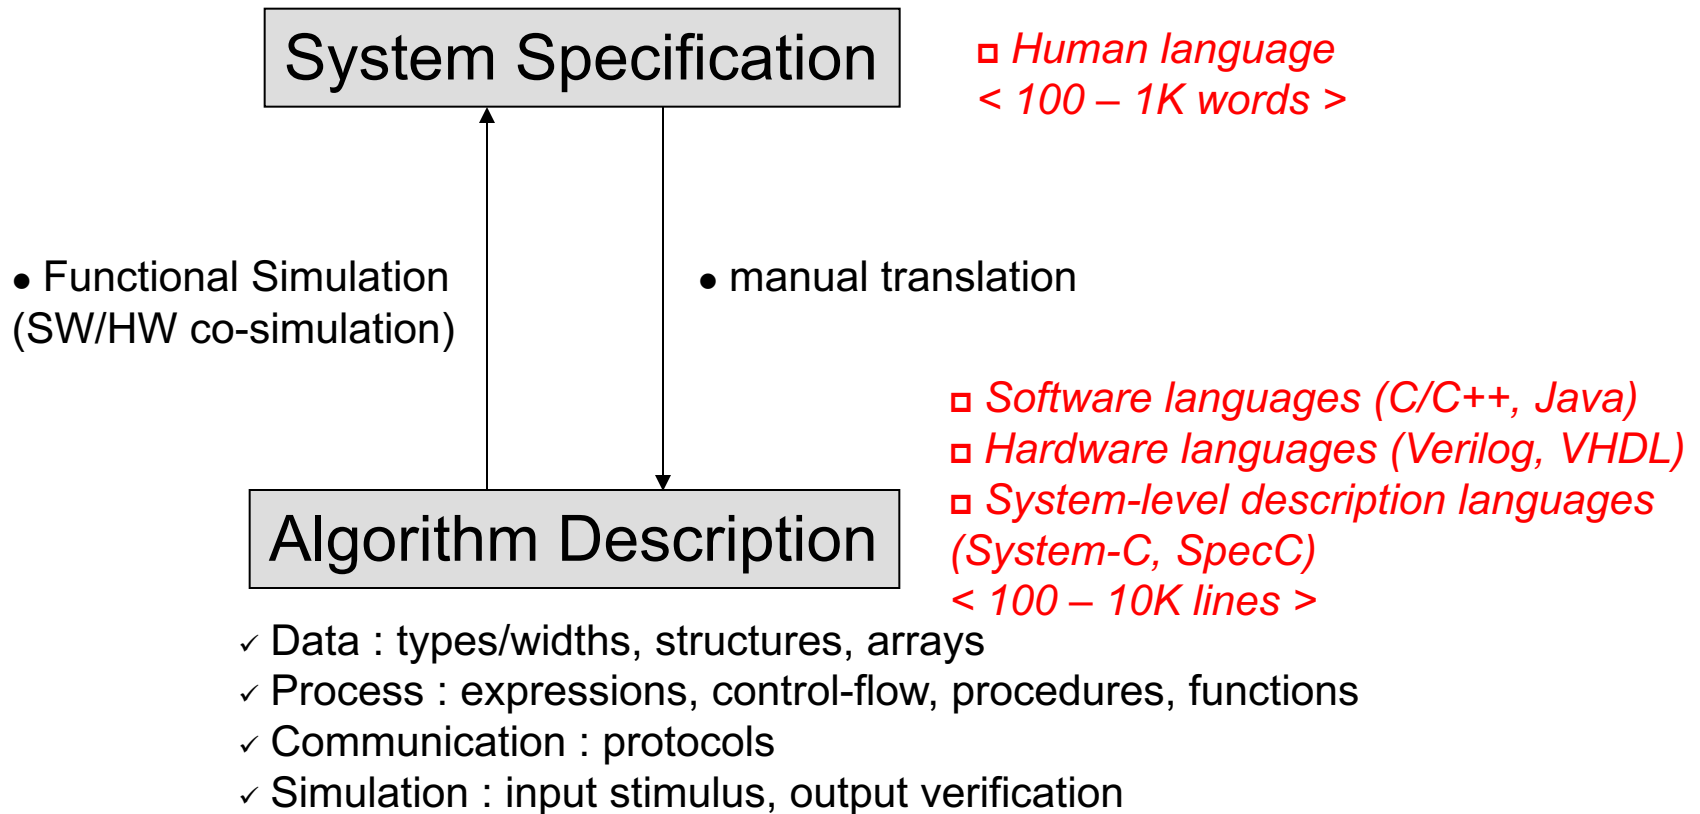 System Specification
▫ Human language
< 100 – 1K words >
● Functional Simulation
(SW/HW co-simulation)
● manual translation
▫ Software languages (C/C++, Java)
▫ Hardware languages (Verilog, VHDL)
▫ System-level description languages
(System-C, SpecC)
< 100 – 10K lines >
Algorithm Description
✓ Data : types/widths, structures, arrays
✓ Process : expressions, control-flow, procedures, functions
✓ Communication : protocols
✓ Simulation : input stimulus, output verification